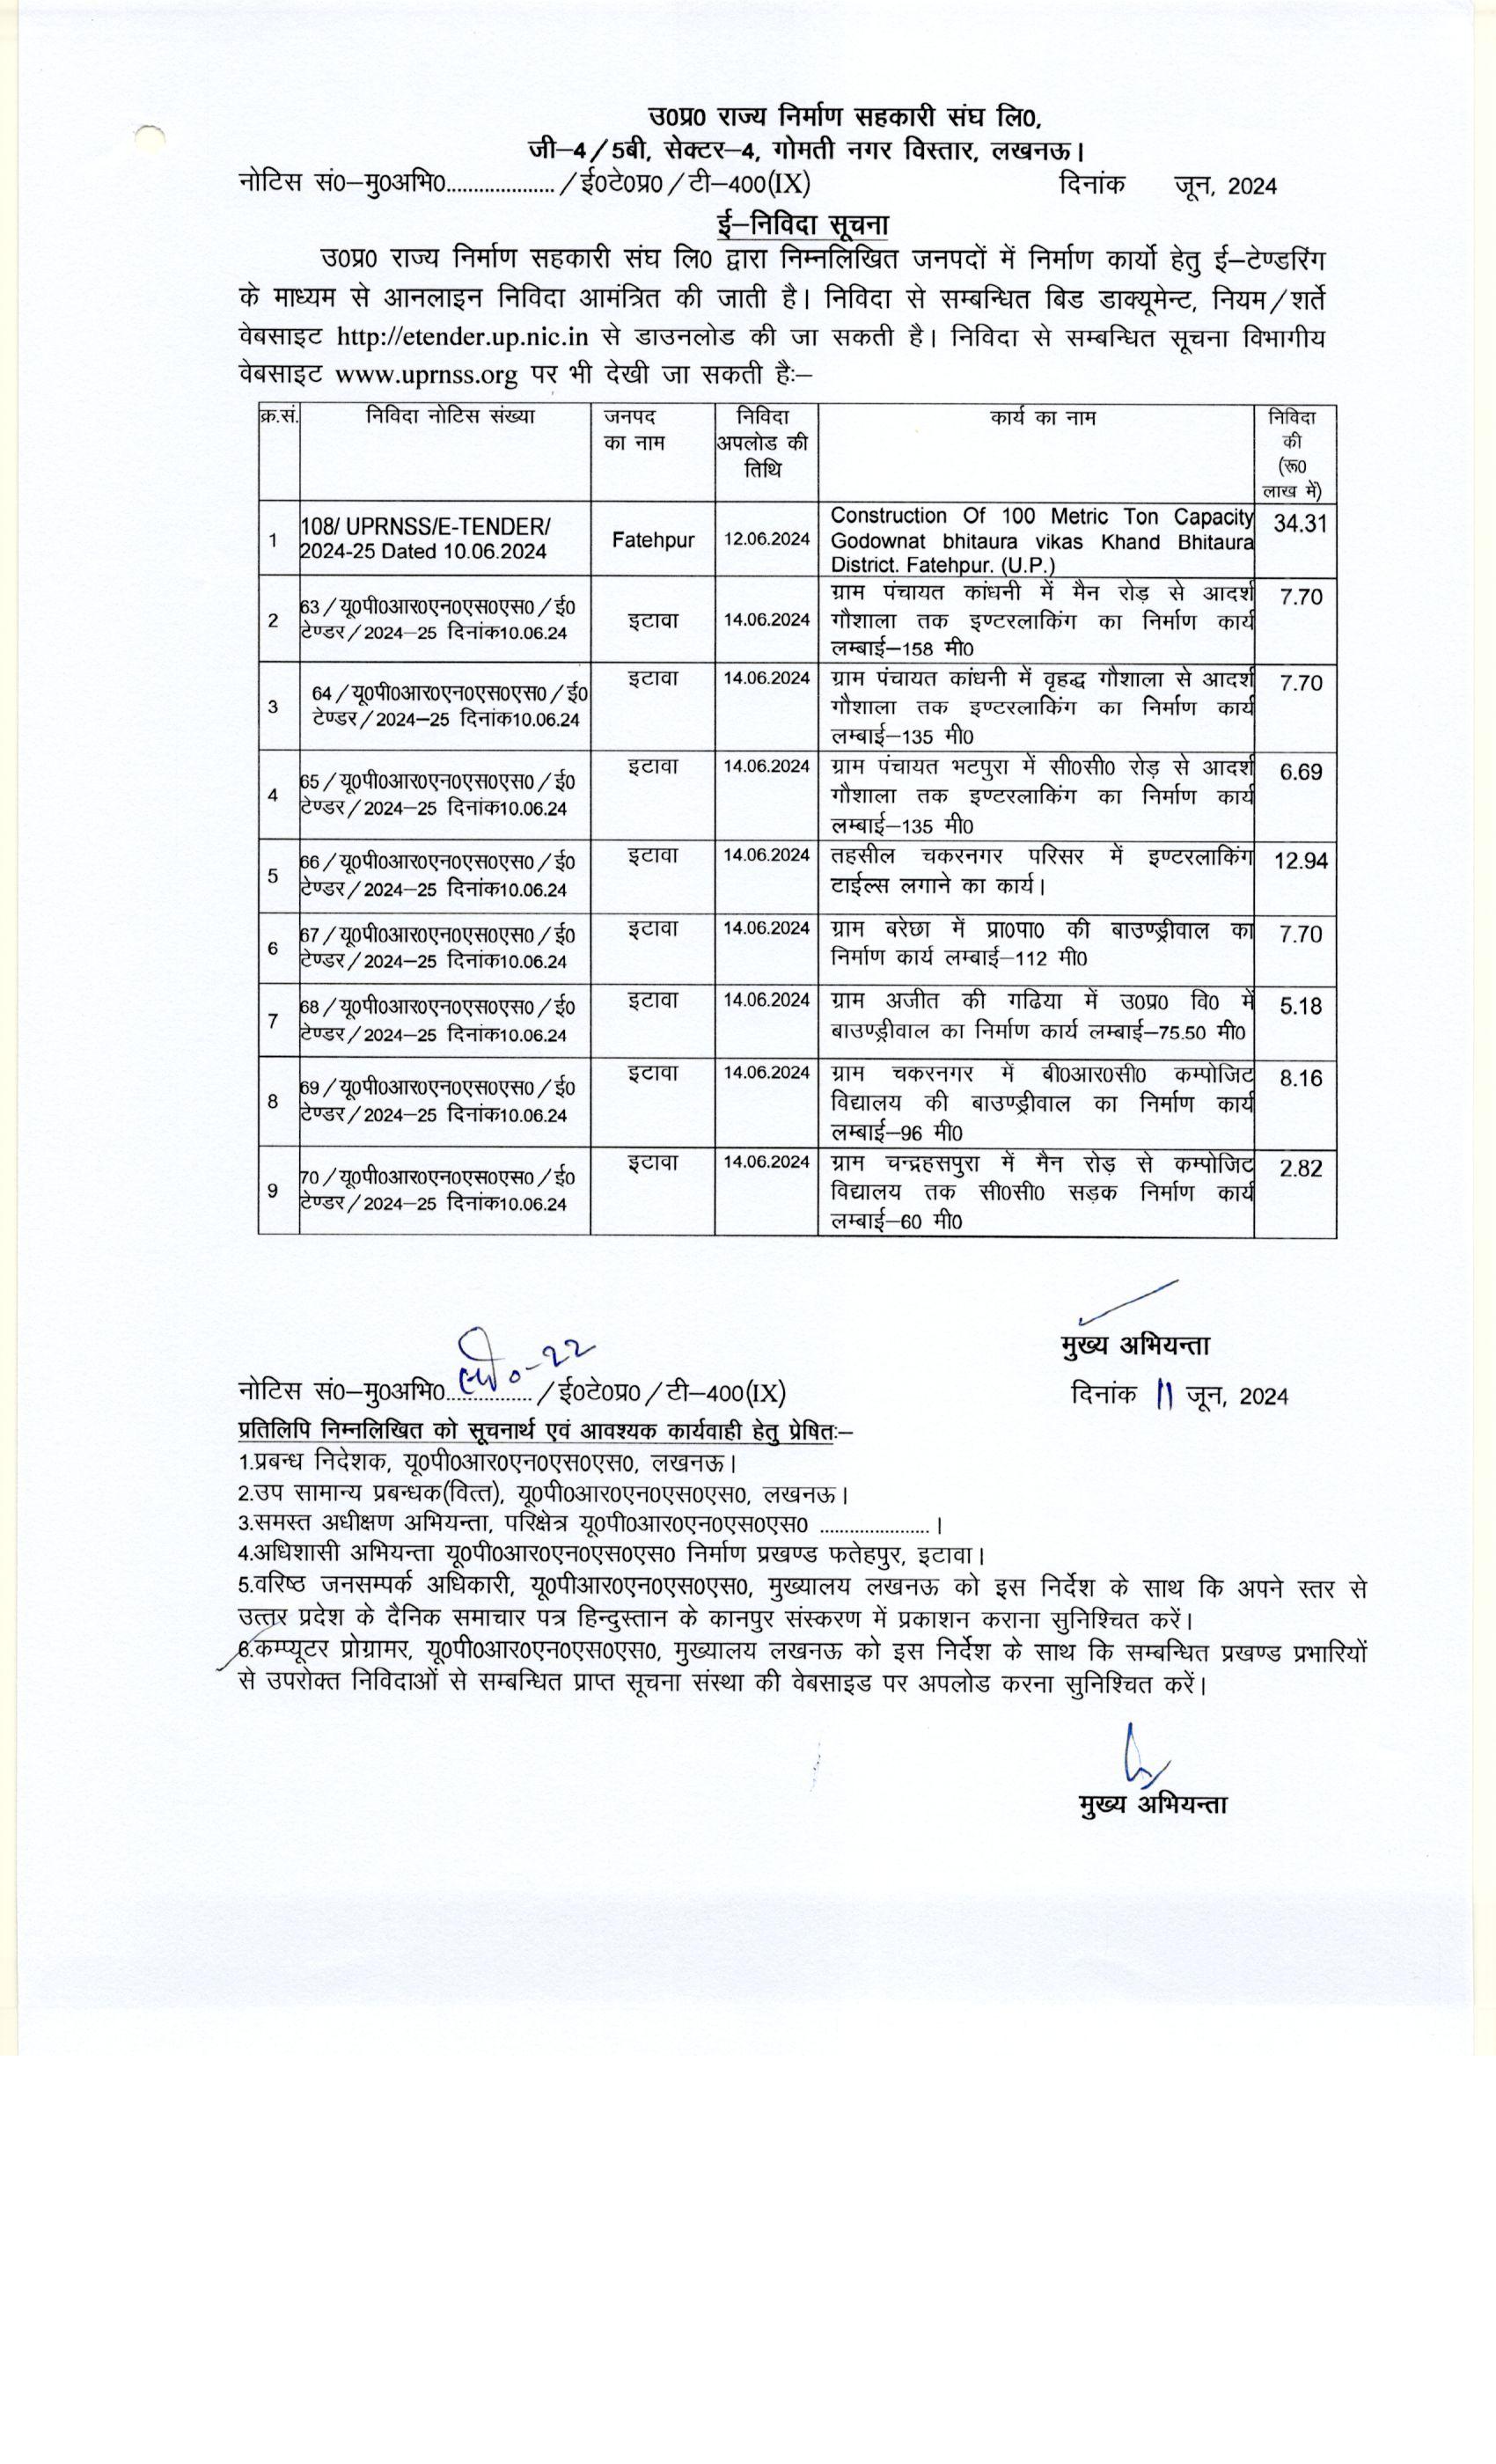 उ0प्र0 राज्य निर्माण सहकारी संघ लि0,
जी–4/5बी, सेक्टर–4, गोमती नगर विस्तार, लखनऊ।
नोटिस सं0–मु0अभि0.................... /ई0टे0प्र0/टी–400(IX) दिनांक जून, 2024
ई–निविदा सूचना
उ0प्र0 राज्य निर्माण सहकारी संघ लि0 द्वारा निम्नलिखित जनपदों में निर्माण कार्यो हेतु ई–टेण्डरिंग
के माध्यम से आनलाइन निविदा आमंत्रित की जाती है। निविदा से सम्बन्धित बिड डाक्यूमेन्ट, नियम/शर्ते
वेबसाइट http://etender.up.nic.in से डाउनलोड की जा सकती है। निविदा से सम्बन्धित सूचना विभागीय
वेबसाइट www.uprnss.org पर भी देखी जा सकती हैः–
क्र.सं. निविदा नोटिस संख्या जनपद का नाम निविदा अपलोड की तिथि कार्य का नाम निविदा की (रू0 लाख में)
1 108/ UPRNSS/E-TENDER/ Fatehpur 12.06.2024 Construction Of 100 Metric Ton Capacity 34.31
2024-25 Dated 10.06.2024 Godownat bhitaura vikas Khand Bhitaura
District. Fatehpur. (U.P.)
2 63/यू0पी0आर0एन0एस0एस0/ई0 इटावा 14.06.2024 ग्राम पंचायत कांधनी में मैन रोड़ से आदर्श 7.70
टेण्डर/2024–25 दिनांक10.06.24 गौशाला तक इण्टरलाकिंग का निर्माण कार्य
लम्बाई–158 मी0
3 64/यू0पी0आर0एन0एस0एस0/ई0 इटावा 14.06.2024 ग्राम पंचायत कांधनी में वृहद्ध गौशाला से आदर्श 7.70
टेण्डर/2024–25 दिनांक10.06.24 गौशाला तक इण्टरलाकिंग का निर्माण कार्य
लम्बाई–135 मी0
4 65/यू0पी0आर0एन0एस0एस0/ई0 इटावा 14.06.2024 ग्राम पंचायत भटपुरा में सी0सी0 रोड़ से आदर्श 6.69
टेण्डर/2024–25 दिनांक10.06.24 गौशाला तक इण्टरलाकिंग का निर्माण कार्य
लम्बाई–135 मी0
5 66/यू0पी0आर0एन0एस0एस0/ई0 इटावा 14.06.2024 तहसील चकरनगर परिसर में इण्टरलाकिंग 12.94
टेण्डर/2024–25 दिनांक10.06.24 टाईल्स लगाने का कार्य।
6 67/यू0पी0आर0एन0एस0एस0/ई0 इटावा 14.06.2024 ग्राम बरेछा में प्रा0पा0 की बाउण्ड्रीवाल का 7.70
टेण्डर/2024–25 दिनांक10.06.24 निर्माण कार्य लम्बाई–112 मी0
7 68/यू0पी0आर0एन0एस0एस0/ई0 इटावा 14.06.2024 ग्राम अजीत की गढिया में उ0प्र0 वि0 में 5.18
टेण्डर/2024–25 दिनांक10.06.24 बाउण्ड्रीवाल का निर्माण कार्य लम्बाई–75.50 मी0
8 69/यू0पी0आर0एन0एस0एस0/ई0 इटावा 14.06.2024 ग्राम चकरनगर में बी0आर0सी0 कम्पोजिट 8.16
टेण्डर/2024–25 दिनांक10.06.24 विद्यालय की बाउण्ड्रीवाल का निर्माण कार्य
लम्बाई–96 मी0
9 70/यू0पी0आर0एन0एस0एस0/ई0 इटावा 14.06.2024 ग्राम चन्द्रहसपुरा में मैन रोड़ से कम्पोजिट 2.82
टेण्डर/2024–25 दिनांक10.06.24 विद्यालय तक सी0सी0 सड़क निर्माण कार्य
लम्बाई–60 मी0
मुख्य अभियन्ता
नोटिस सं0–मु0अभि0................ /ई0टे0प्र0/टी–400(IX) दिनांक 11 जून, 2024
प्रतिलिपि निम्नलिखित को सूचनार्थ एवं आवश्यक कार्यवाही हेतु प्रेषितः–
1.प्रबन्ध निदेशक, यू0पी0आर0एन0एस0एस0, लखनऊ।
2.उप सामान्य प्रबन्धक(वित्त), यू0पी0आर0एन0एस0एस0, लखनऊ।
3.समस्त अधीक्षण अभियन्ता, परिक्षेत्र यू0पी0आर0एन0एस0एस0 .................... ।
4.अधिशासी अभियन्ता यू0पी0आर0एन0एस0एस0 निर्माण प्रखण्ड फतेहपुर, इटावा।
5.वरिष्ठ जनसम्पर्क अधिकारी, यू0पीआर0एन0एस0एस0, मुख्यालय लखनऊ को इस निर्देश के साथ कि अपने स्तर से
उत्तर प्रदेश के दैनिक समाचार पत्र हिन्दुस्तान के कानपुर संस्करण में प्रकाशन कराना सुनिश्चित करें।
6.कम्प्यूटर प्रोग्रामर, यू0पी0आर0एन0एस0एस0, मुख्यालय लखनऊ को इस निर्देश के साथ कि सम्बन्धित प्रखण्ड प्रभारियों
से उपरोक्त निविदाओं से सम्बन्धित प्राप्त सूचना संस्था की वेबसाइड पर अपलोड करना सुनिश्चित करें।
मुख्य अभियन्ता